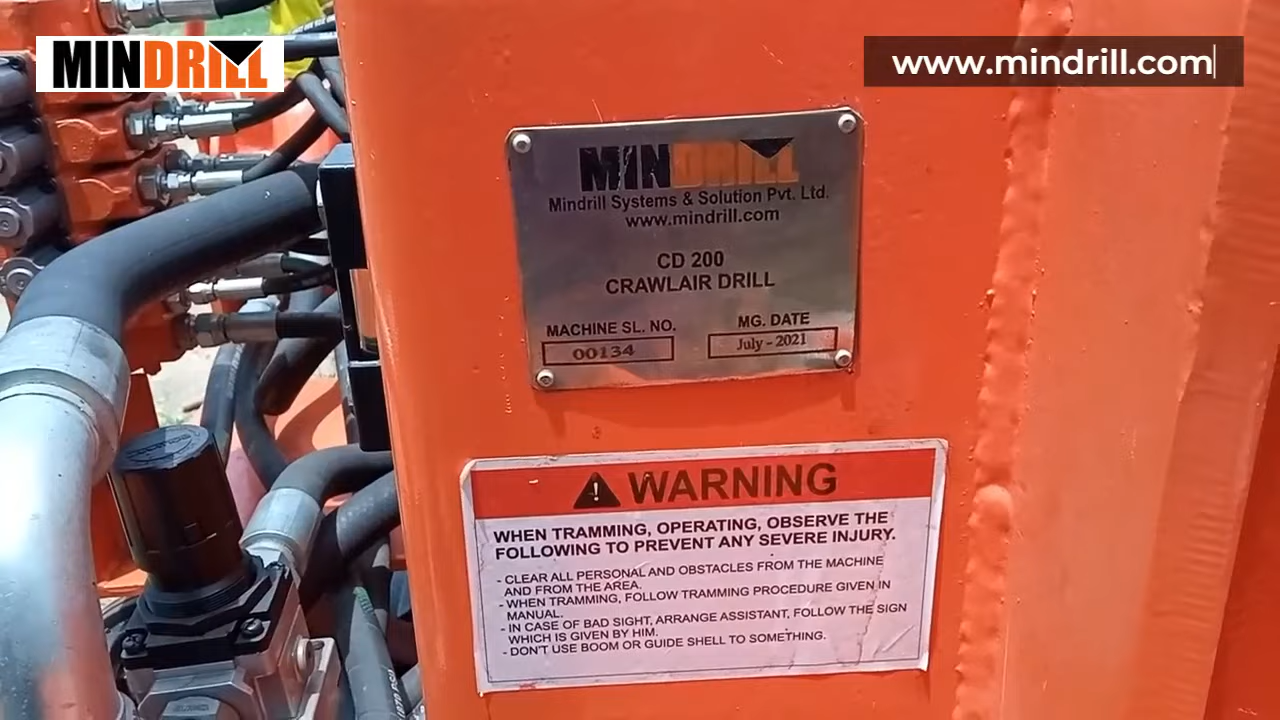 MINDRILL
www.mindrill.com
MINDRILL
Mindrill Systems & Solution Pvt. Ltd.
www.mindrill.com
CD 200
CRAWLAIR DRILL
MACHINE SL. NO.
MG. DATE
00134
July - 2021
WARNING
WHEN TRAMMING, OPERATING, OBSERVE THE
FOLLOWING TO PREVENT ANY SEVERE INJURY.
- CLEAR ALL PERSONAL AND OBSTACLES FROM THE MACHINE
AND FROM THE AREA.
- WHEN TRAMMING, FOLLOW TRAMMING PROCEDURE GIVEN IN
MANUAL.
- IN CASE OF BAD SIGHT, ARRANGE ASSISTANT, FOLLOW THE SIGN
WHICH IS GIVEN BY HIM.
- DON'T USE BOOM OR GUIDE SHELL TO SOMETHING.